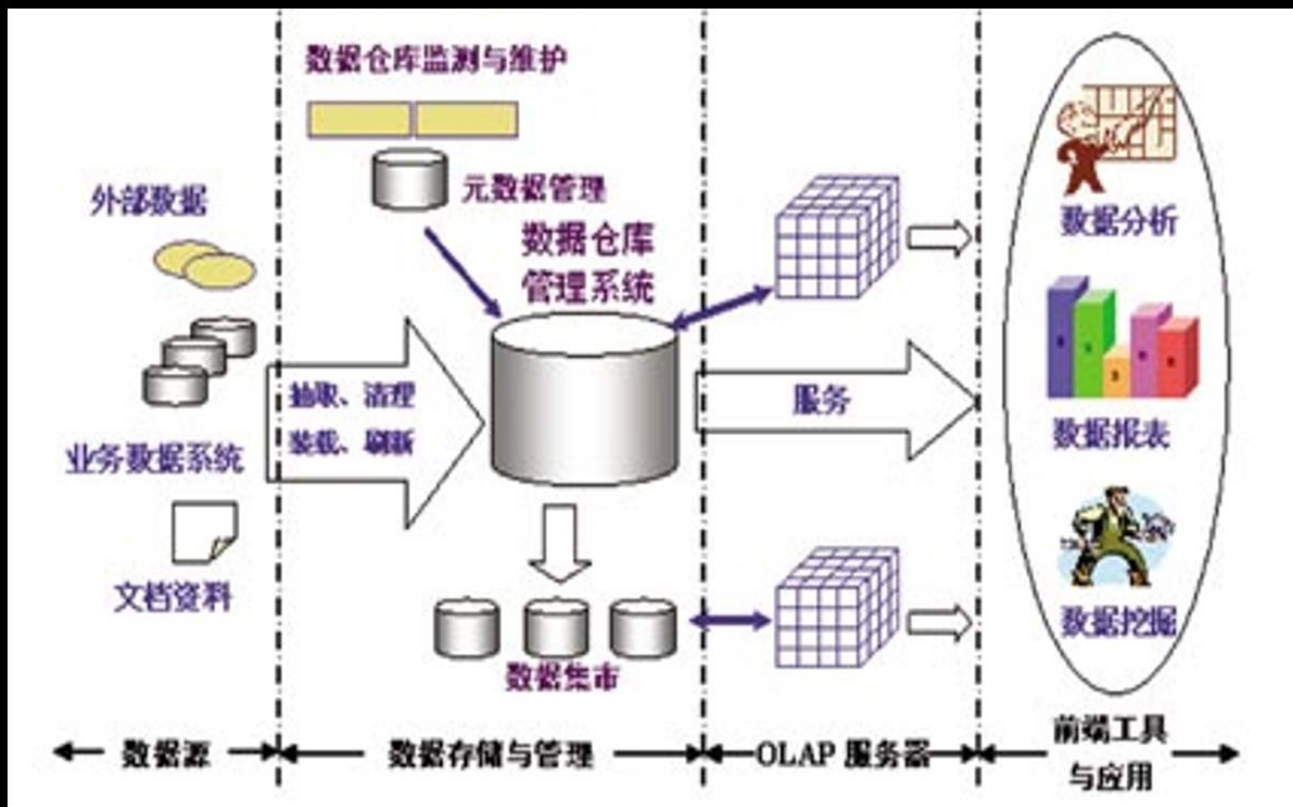 数据仓库监测与维护
元数据管理
外部数据
数据仓库
管理系统
数据分析
抽取、清理
装载、刷新
服务
业务数据系统
数据报表
文档资料
数据集市
数据挖掘
数据源
数据存储与管理
OLAP 服务器
前端工具
与应用